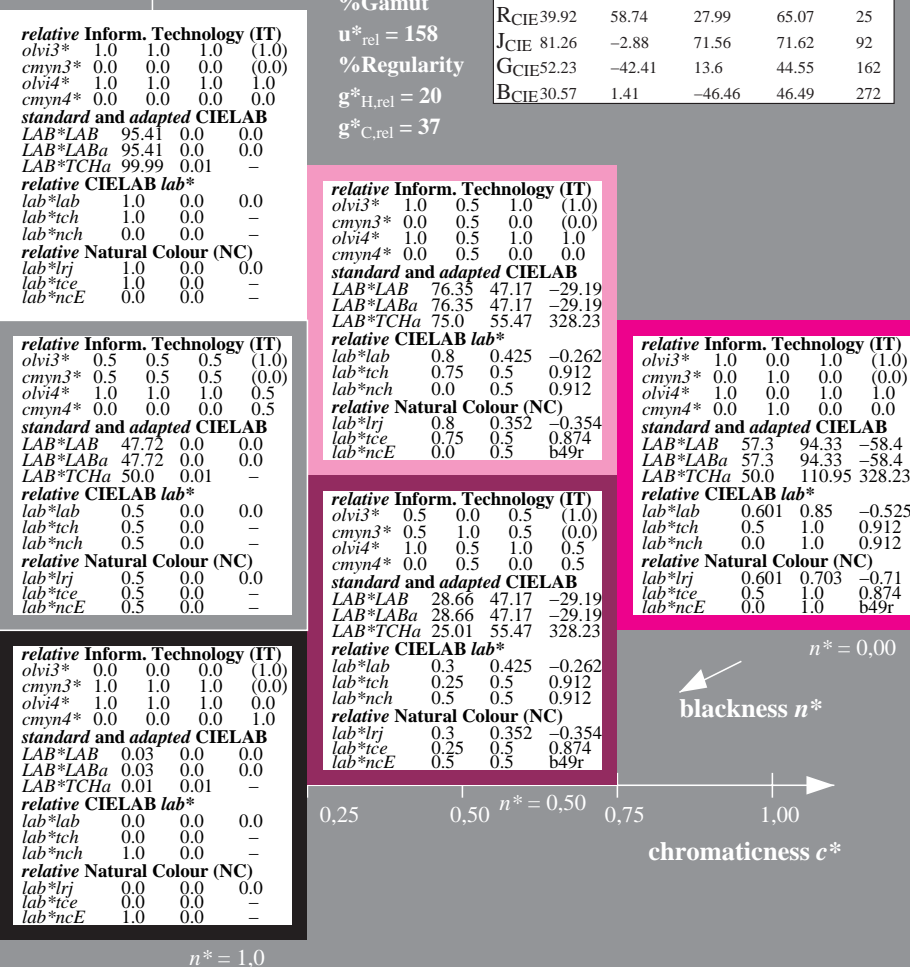 %Gamut
u*rel = 158
%Regularity
g*H,rel = 20
g*C,rel = 37
RCIE 39.92 58.74 27.99 65.07 25
JCIE 81.26 −2.88 71.56 71.62 92
GCIE 52.23 −42.41 13.6 44.55 162
BCIE 30.57 1.41 −46.46 46.49 272
relative Inform. Technology (IT)
olvi3* 1.0 1.0 1.0 (1.0)
cmyn3* 0.0 0.0 0.0 (0.0)
olvi4* 1.0 1.0 1.0 1.0
cmyn4* 0.0 0.0 0.0 0.0
standard and adapted CIELAB
LAB*LAB 95.41 0.0 0.0
LAB*LABa 95.41 0.0 0.0
LAB*TCHa 99.99 0.01 –
relative CIELAB lab*
lab*lab 1.0 0.0 0.0
lab*tch 1.0 0.0 –
lab*nch 0.0 0.0 –
relative Natural Colour (NC)
lab*lrj 1.0 0.0 0.0
lab*tce 1.0 0.0 –
lab*ncE 0.0 0.0 –
relative Inform. Technology (IT)
olvi3* 1.0 0.5 1.0 (1.0)
cmyn3* 0.0 0.5 0.0 (0.0)
olvi4* 1.0 0.5 1.0 1.0
cmyn4* 0.0 0.5 0.0 0.0
standard and adapted CIELAB
LAB*LAB 76.35 47.17 −29.19
LAB*LABa 76.35 47.17 −29.19
LAB*TCHa 75.0 55.47 328.23
relative CIELAB lab*
lab*lab 0.8 0.425 −0.262
lab*tch 0.75 0.5 0.912
lab*nch 0.0 0.5 0.912
relative Natural Colour (NC)
lab*lrj 0.8 0.352 −0.354
lab*tce 0.75 0.5 0.874
lab*ncE 0.0 0.5 b49r
relative Inform. Technology (IT)
olvi3* 0.5 0.5 0.5 (1.0)
cmyn3* 0.5 0.5 0.5 (0.0)
olvi4* 1.0 1.0 1.0 0.5
cmyn4* 0.0 0.0 0.0 0.5
standard and adapted CIELAB
LAB*LAB 47.72 0.0 0.0
LAB*LABa 47.72 0.0 0.0
LAB*TCHa 50.0 0.01 –
relative CIELAB lab*
lab*lab 0.5 0.0 0.0
lab*tch 0.5 0.0 –
lab*nch 0.5 0.0 –
relative Natural Colour (NC)
lab*lrj 0.5 0.0 0.0
lab*tce 0.5 0.0 –
lab*ncE 0.5 0.0 –
relative Inform. Technology (IT)
olvi3* 1.0 0.0 1.0 (1.0)
cmyn3* 0.0 1.0 0.0 (0.0)
olvi4* 1.0 0.0 1.0 1.0
cmyn4* 0.0 1.0 0.0 0.0
standard and adapted CIELAB
LAB*LAB 57.3 94.33 −58.4
LAB*LABa 57.3 94.33 −58.4
LAB*TCHa 50.0 110.95 328.23
relative CIELAB lab*
lab*lab 0.601 0.85 −0.525
lab*tch 0.5 1.0 0.912
lab*nch 0.0 1.0 0.912
relative Natural Colour (NC)
lab*lrj 0.601 0.703 −0.71
lab*tce 0.5 1.0 0.874
lab*ncE 0.0 1.0 b49r
relative Inform. Technology (IT)
olvi3* 0.5 0.0 0.5 (1.0)
cmyn3* 0.5 1.0 0.5 (0.0)
olvi4* 1.0 0.5 1.0 0.5
cmyn4* 0.0 0.5 0.0 0.5
standard and adapted CIELAB
LAB*LAB 28.66 47.17 −29.19
LAB*LABa 28.66 47.17 −29.19
LAB*TCHa 25.01 55.47 328.23
relative CIELAB lab*
lab*lab 0.3 0.425 −0.262
lab*tch 0.25 0.5 0.912
lab*nch 0.5 0.5 0.912
relative Natural Colour (NC)
lab*lrj 0.3 0.352 −0.354
lab*tce 0.25 0.5 0.874
lab*ncE 0.5 0.5 b49r
relative Inform. Technology (IT)
olvi3* 0.0 0.0 0.0 (1.0)
cmyn3* 1.0 1.0 1.0 (0.0)
olvi4* 1.0 1.0 1.0 0.0
cmyn4* 0.0 0.0 0.0 1.0
standard and adapted CIELAB
LAB*LAB 0.03 0.0 0.0
LAB*LABa 0.03 0.0 0.0
LAB*TCHa 0.01 0.01 –
relative CIELAB lab*
lab*lab 0.0 0.0 0.0
lab*tch 0.0 0.0 –
lab*nch 1.0 0.0 –
relative Natural Colour (NC)
lab*lrj 0.0 0.0 0.0
lab*tce 0.0 0.0 –
lab*ncE 1.0 0.0 –
n* = 0,00
blackness n*
0,25 0,50 n* = 0,50 0,75 1,00
chromaticness c*
n* = 1,0